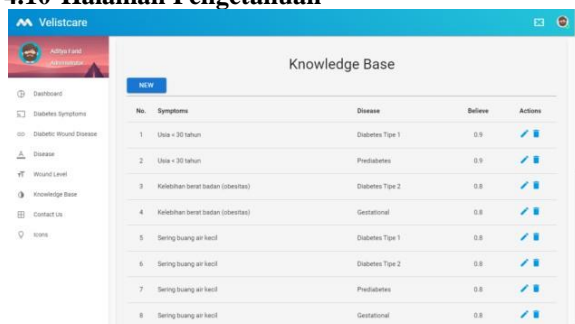 4.10 Halaman Pengetahuan
Velistcare
Aditya Farid
Administrator
Knowledge Base
NEW
Dashboard
Diabetes Symptoms
Diabetic Wound Disease
Disease
Wound Level
Knowledge Base
Contact Us
Icons
No. Symptoms Disease Believe Actions
1 Usia < 30 tahun Diabetes Tipe 1 0.9
2 Usia < 30 tahun Prediabetes 0.9
3 Kelebihan berat badan (obesitas) Diabetes Tipe 2 0.8
4 Kelebihan berat badan (obesitas) Gestational 0.8
5 Sering buang air kecil Diabetes Tipe 1 0.8
6 Sering buang air kecil Diabetes Tipe 2 0.8
7 Sering buang air kecil Prediabetes 0.8
8 Sering buang air kecil Gestational 0.8